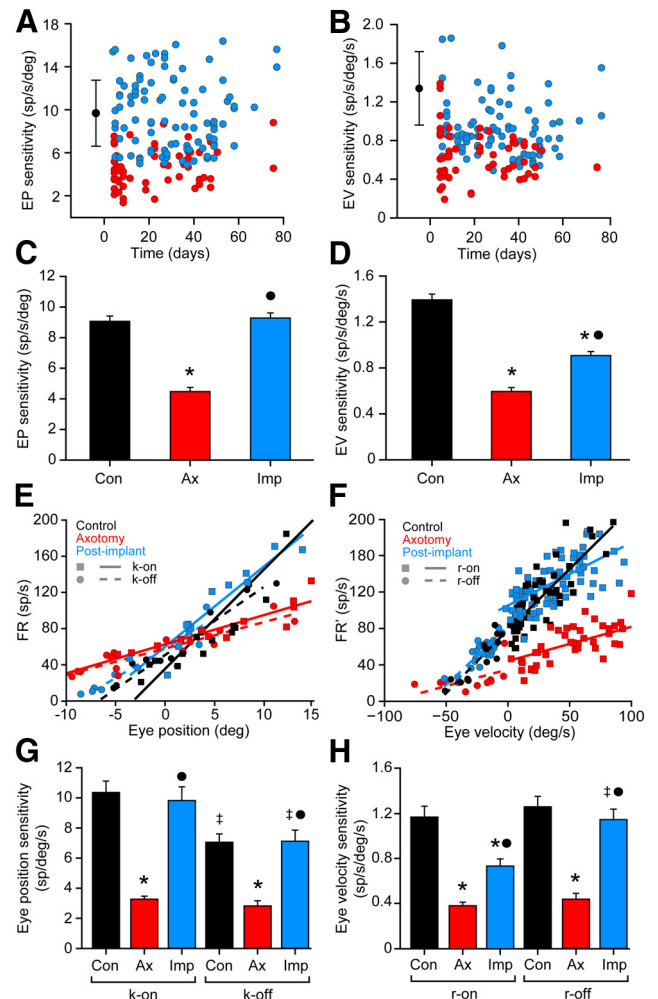 A
EP sensitivity (sp/s/deg)
18
14
10
6
2
0 20 40 60 80
Time (days)
B
EV sensitivity (sp/s/deg/s)
2.0
1.6
1.2
0.8
0.4
0
0 20 40 60 80
Time (days)
C
EP sensitivity (sp/s/deg)
12
10
8
6
4
2
0
*
●
Con Ax Imp
D
EV sensitivity (sp/s/deg/s)
1.6
1.2
0.8
0.4
0
*
* ●
Con Ax Imp
E
FR (sp/s)
200
160
120
80
40
0
Control
Axotomy
Post-implant
k-on
k-off
-10 -5 0 5 10 15
Eye position (deg)
F
FR' (sp/s)
200
160
120
80
40
0
Control
Axotomy
Post-implant
r-on
r-off
−100 −50 0 50 100
Eye velocity (deg/s)
G
Eye position sensitivity
(sp/deg/s)
12
10
8
6
4
2
0
*
●
‡
*
‡ ●
Con Ax Imp Con Ax Imp
k-on k-off
H
Eye velocity sensitivity
(sp/s/deg/s)
1.6
1.2
0.8
0.4
0
*
* ●
*
‡ ●
Con Ax Imp Con Ax Imp
r-on r-off